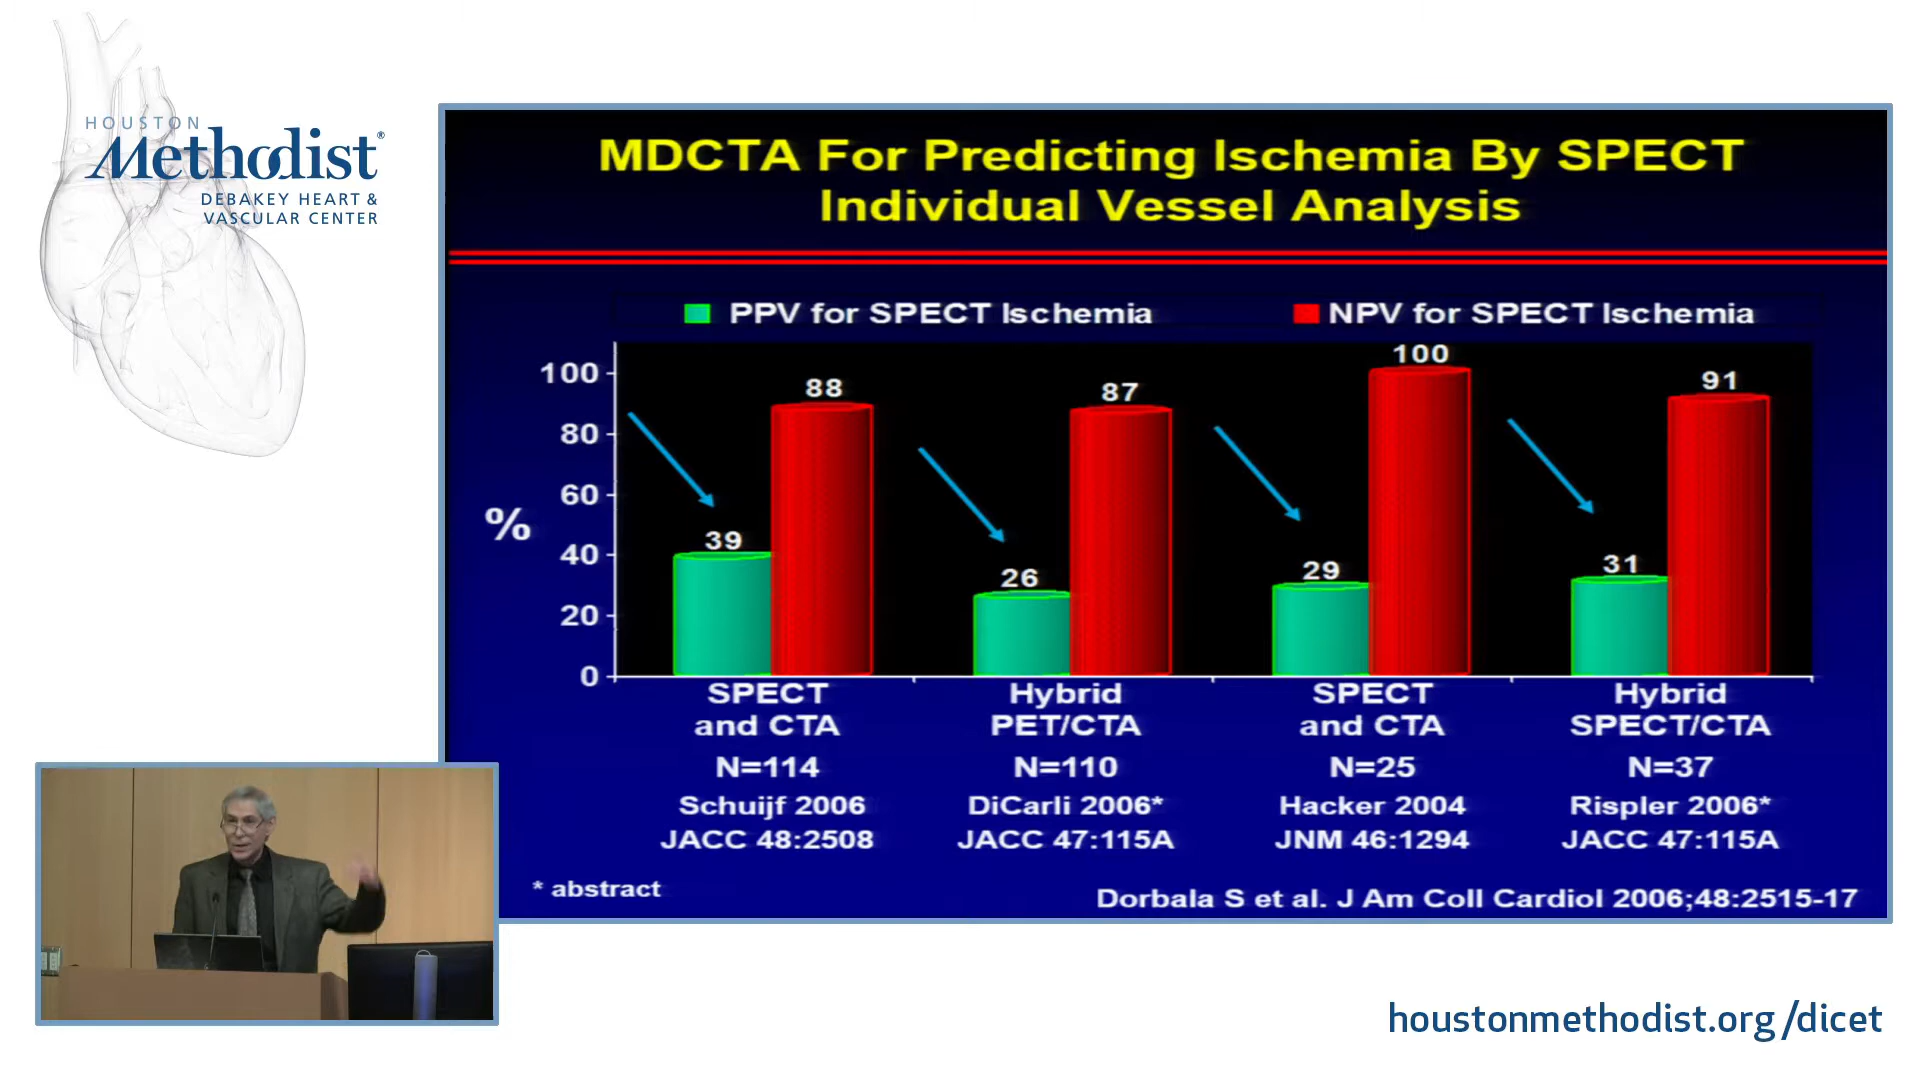 HOUSTON
Methodist®
DEBAKEY HEART &
VASCULAR CENTER
MDCTA For Predicting Ischemia By SPECT
Individual Vessel Analysis
PPV for SPECT Ischemia
NPV for SPECT Ischemia
100
80
60
40
20
0
%
39
88
26
87
29
100
31
91
SPECT
and CTA
N=114
Schuijf 2006
JACC 48:2508
Hybrid
PET/CTA
N=110
DiCarli 2006*
JACC 47:115A
SPECT
and CTA
N=25
Hacker 2004
JNM 46:1294
Hybrid
SPECT/CTA
N=37
Rispler 2006*
JACC 47:115A
* abstract
Dorbala S et al. J Am Coll Cardiol 2006;48:2515-17
houstonmethodist.org/dicet